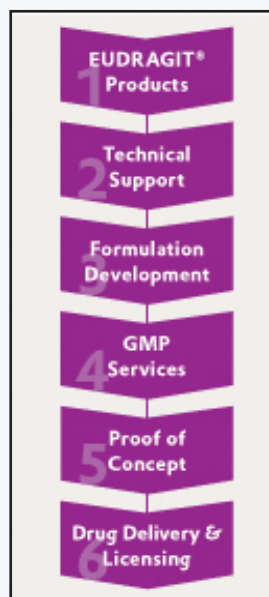 1
EUDRAGIT®
Products
2
Technical
Support
3
Formulation
Development
4
GMP
Services
5
Proof of
Concept
6
Drug Delivery &
Licensing